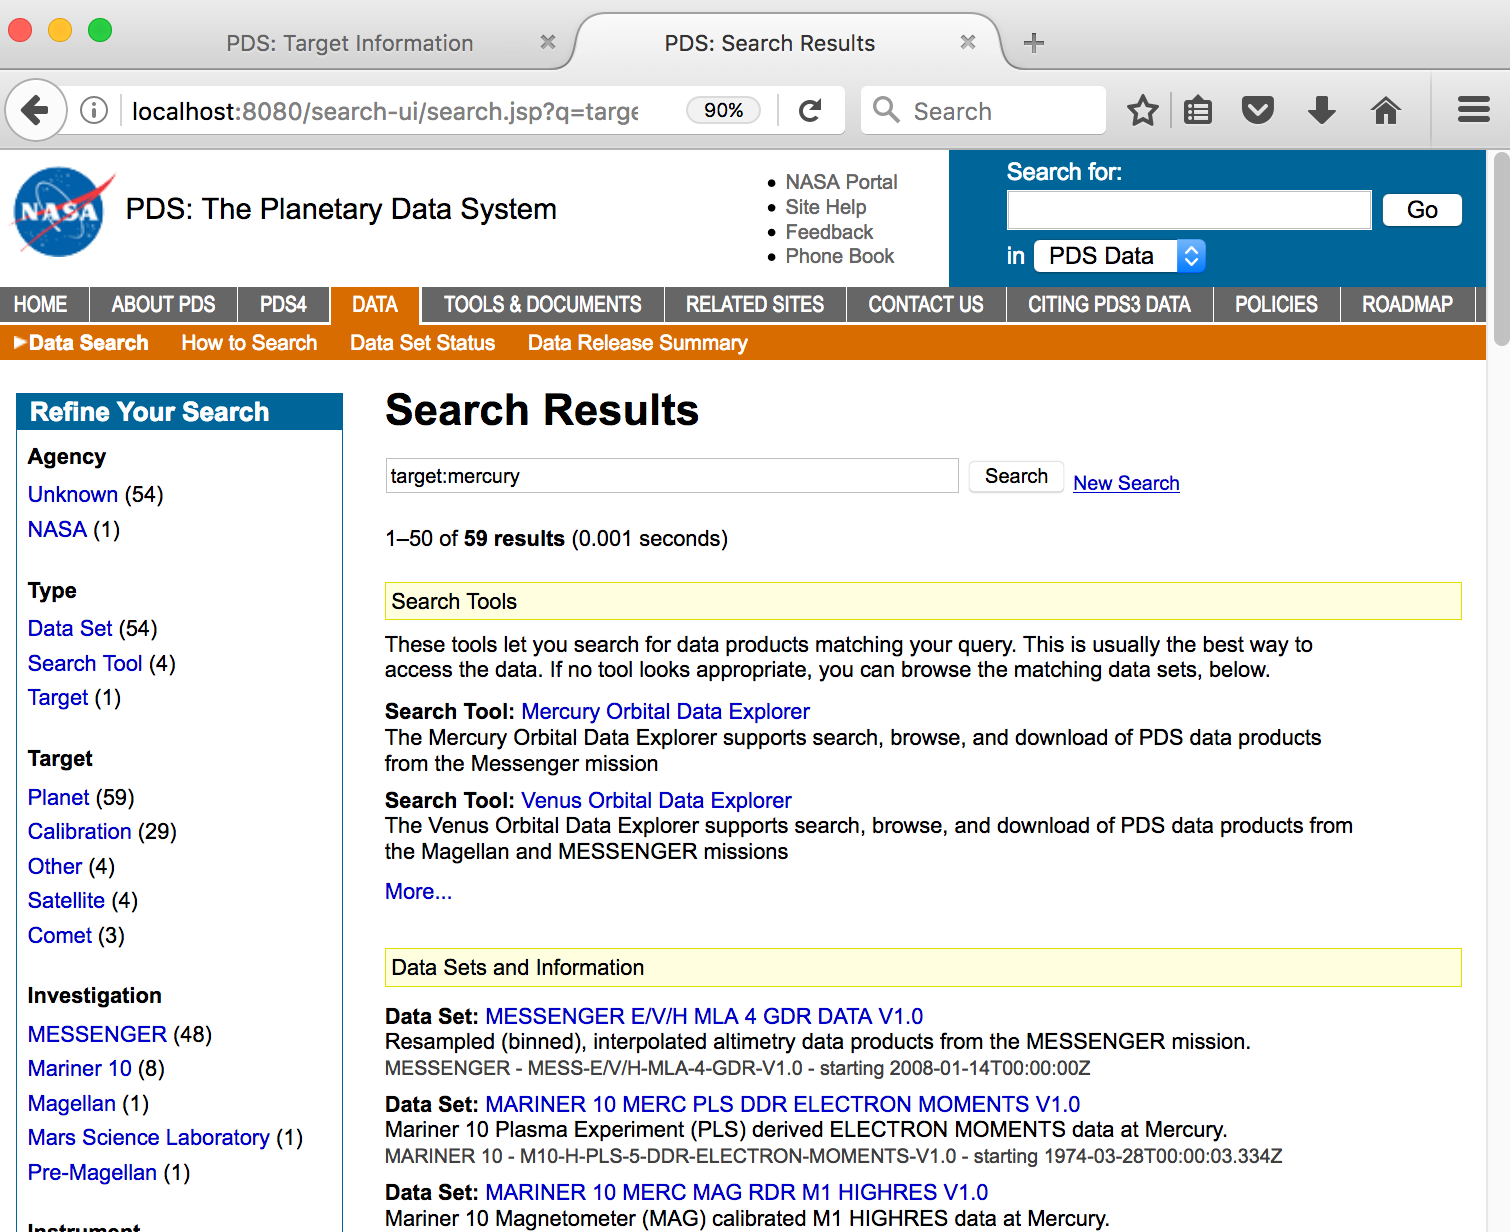 PDS: Target Information
PDS: Search Results
localhost:8080/search-ui/search.jsp?q=targe
90%
Search
NASA
PDS: The Planetary Data System
NASA Portal
Site Help
Feedback
Phone Book
Search for:
Go
in PDS Data
HOME ABOUT PDS PDS4 DATA TOOLS & DOCUMENTS RELATED SITES CONTACT US CITING PDS3 DATA POLICIES ROADMAP
Data Search How to Search Data Set Status Data Release Summary
Refine Your Search
Agency
Unknown (54)
NASA (1)
Type
Data Set (54)
Search Tool (4)
Target (1)
Target
Planet (59)
Calibration (29)
Other (4)
Satellite (4)
Comet (3)
Investigation
MESSENGER (48)
Mariner 10 (8)
Magellan (1)
Mars Science Laboratory (1)
Pre-Magellan (1)
Instrument
Search Results
target:mercury
Search
New Search
1–50 of 59 results (0.001 seconds)
Search Tools
These tools let you search for data products matching your query. This is usually the best way to
access the data. If no tool looks appropriate, you can browse the matching data sets, below.
Search Tool: Mercury Orbital Data Explorer
The Mercury Orbital Data Explorer supports search, browse, and download of PDS data products
from the Messenger mission
Search Tool: Venus Orbital Data Explorer
The Venus Orbital Data Explorer supports search, browse, and download of PDS data products from
the Magellan and MESSENGER missions
More...
Data Sets and Information
Data Set: MESSENGER E/V/H MLA 4 GDR DATA V1.0
Resampled (binned), interpolated altimetry data products from the MESSENGER mission.
MESSENGER - MESS-E/V/H-MLA-4-GDR-V1.0 - starting 2008-01-14T00:00:00Z
Data Set: MARINER 10 MERC PLS DDR ELECTRON MOMENTS V1.0
Mariner 10 Plasma Experiment (PLS) derived ELECTRON MOMENTS data at Mercury.
MARINER 10 - M10-H-PLS-5-DDR-ELECTRON-MOMENTS-V1.0 - starting 1974-03-28T00:00:03.334Z
Data Set: MARINER 10 MERC MAG RDR M1 HIGHRES V1.0
Mariner 10 Magnetometer (MAG) calibrated M1 HIGHRES data at Mercury.